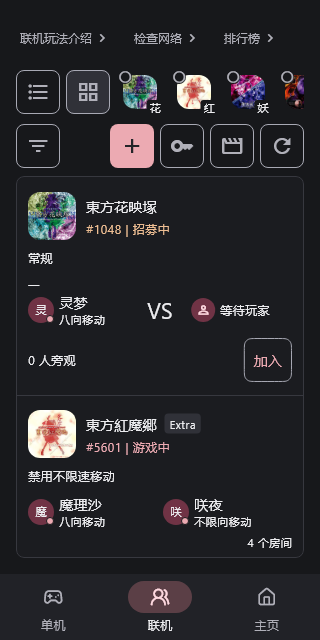 联机玩法介绍
检查网络
排行榜
花
红
妖
東方花映塚
#1048 | 招募中
常规
—
灵
灵梦
八向移动
VS
等待玩家
0 人旁观
加入
東方紅魔郷 Extra
#5601 | 游戏中
禁用不限速移动
魔
魔理沙
八向移动
咲
咲夜
不限向移动
4 个房间
单机
联机
主页